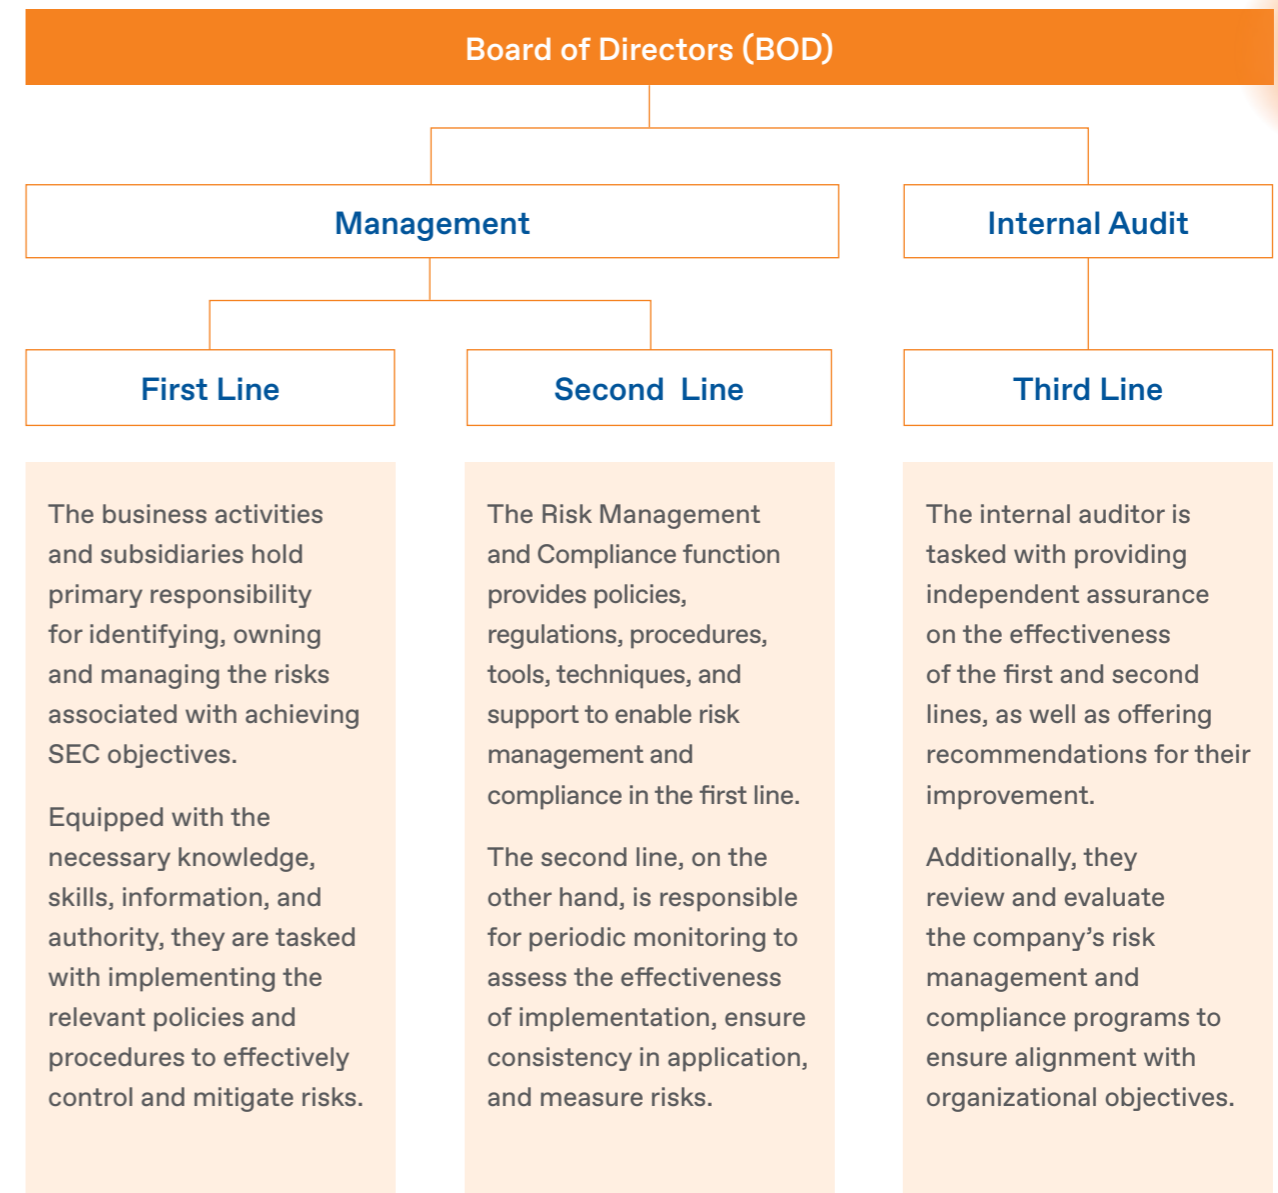 Board of Directors (BOD)
Management
Internal Audit
First Line
Second Line
Third Line
The business activities
and subsidiaries hold
primary responsibility
for identifying, owning
and managing the risks
associated with achieving
SEC objectives.
Equipped with the
necessary knowledge,
skills, information, and
authority, they are tasked
with implementing the
relevant policies and
procedures to effectively
control and mitigate risks.
The Risk Management
and Compliance function
provides policies,
regulations, procedures,
tools, techniques, and
support to enable risk
management and
compliance in the first line.
The second line, on the
other hand, is responsible
for periodic monitoring to
assess the effectiveness
of implementation, ensure
consistency in application,
and measure risks.
The internal auditor is
tasked with providing
independent assurance
on the effectiveness
of the first and second
lines, as well as offering
recommendations for their
improvement.
Additionally, they
review and evaluate
the company’s risk
management and
compliance programs to
ensure alignment with
organizational objectives.